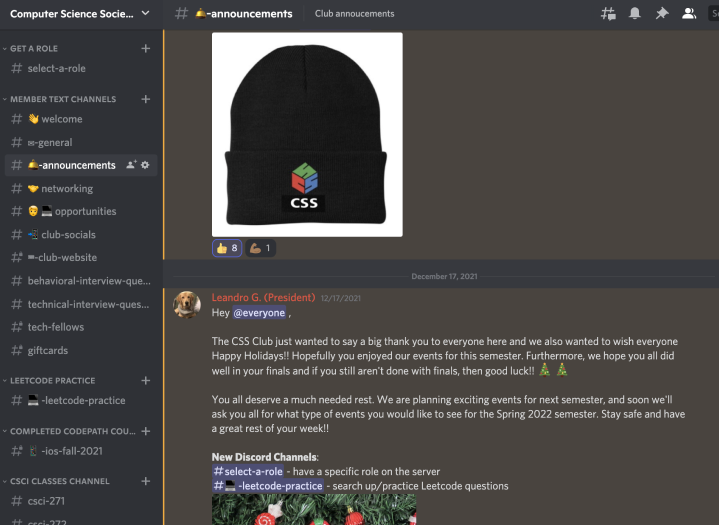 Computer Science Socie...
-announcements
Club annoucements
GET A ROLE
select-a-role
MEMBER TEXT CHANNELS
welcome
-general
-announcements
networking
opportunities
club-socials
-club-website
behavioral-interview-que...
technical-interview-ques...
tech-fellows
giftcards
LEETCODE PRACTICE
-leetcode-practice
COMPLETED CODEPATH COU...
-ios-fall-2021
CSCI CLASSES CHANNEL
csci-271
csci-272
CSS
8
1
December 17, 2021
Leandro G. (President) 12/17/2021
Hey @everyone ,
The CSS Club just wanted to say a big thank you to everyone here and we also wanted to wish everyone
Happy Holidays!! Hopefully you enjoyed our events for this semester. Furthermore, we hope you all did
well in your finals and if you still aren't done with finals, then good luck!!
You all deserve a much needed rest. We are planning exciting events for next semester, and soon we'll
ask you all for what type of events you would like to see for the Spring 2022 semester. Stay safe and have
a great rest of your week!!
New Discord Channels:
#select-a-role - have a specific role on the server
# -leetcode-practice - search up/practice Leetcode questions